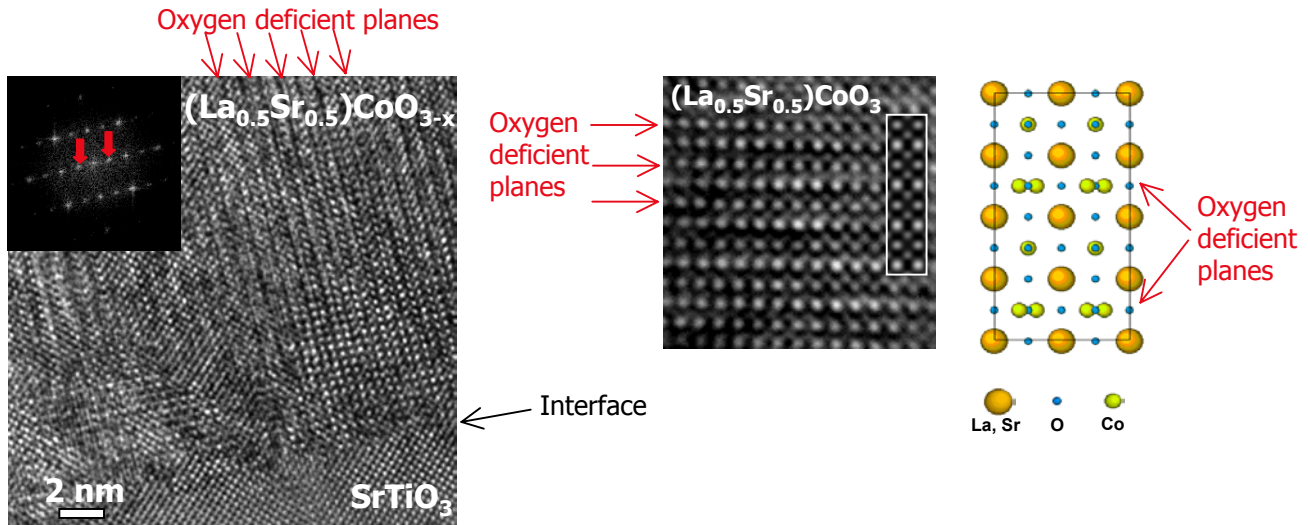 Oxygen deficient planes
(La0.5Sr0.5)CoO3-x
Interface
2 nm
SrTiO3
(La0.5Sr0.5)CoO3
Oxygen
deficient
planes
Oxygen
deficient
planes
La, Sr O Co